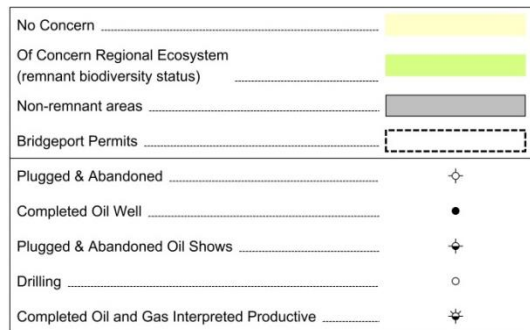 No Concern
Of Concern Regional Ecosystem
(remnant biodiversity status)
Non-remnant areas
Bridgeport Permits
Plugged & Abandoned
Completed Oil Well
Plugged & Abandoned Oil Shows
Drilling
Completed Oil and Gas Interpreted Productive